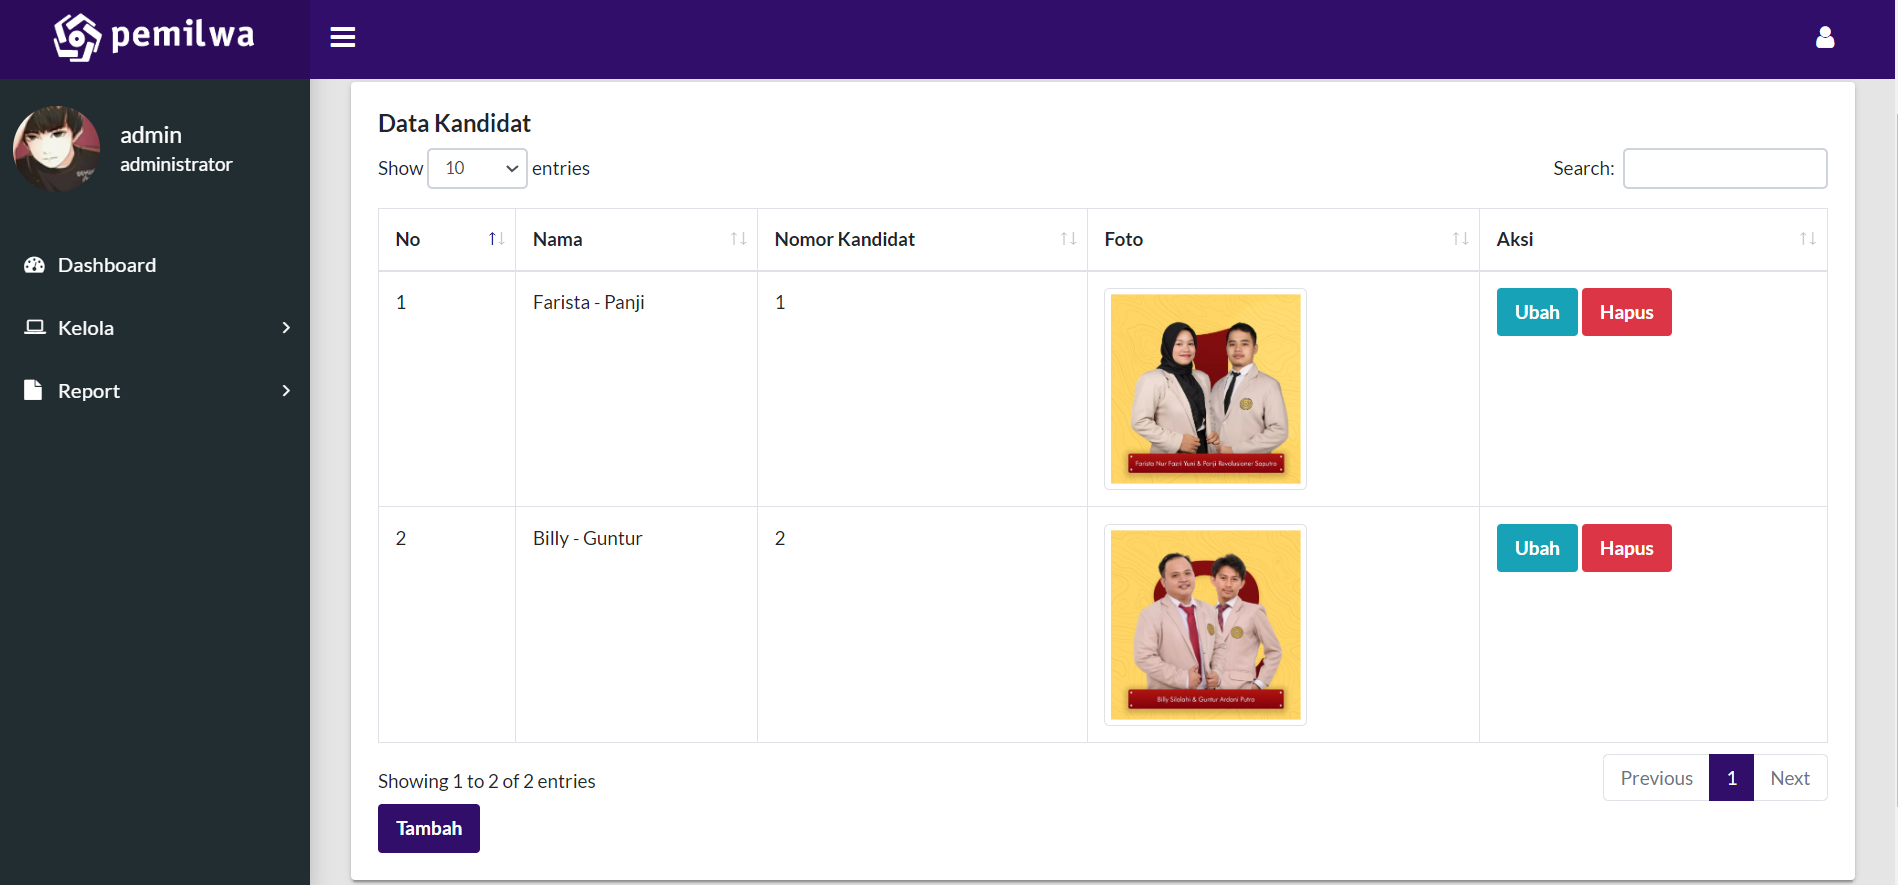 pemilwa
admin
administrator
Dashboard
Kelola
Report
Data Kandidat
Show 10 entries
Search:
No Nama Nomor Kandidat Foto Aksi
1 Farista - Panji 1 Ubah Hapus
Farista Nur Fazri Yuni & Panji Revolusioner Saputra
2 Billy - Guntur 2 Ubah Hapus
Billy Silalahi & Guntur Ardani Putra
Showing 1 to 2 of 2 entries
Previous 1 Next
Tambah